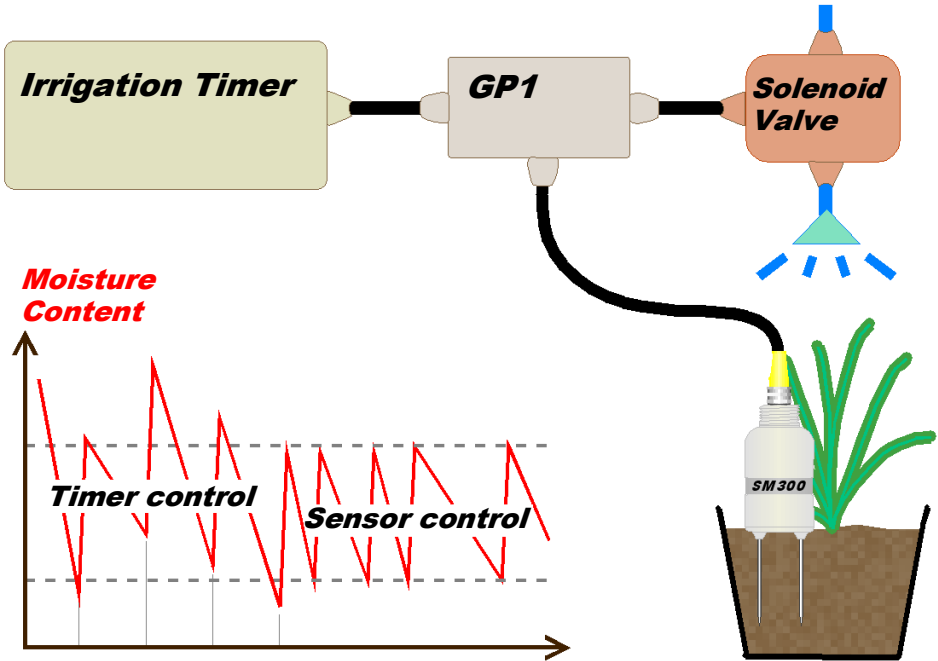 Irrigation Timer
GP1
Solenoid
Valve
Moisture
Content
Timer control
Sensor control
SM300